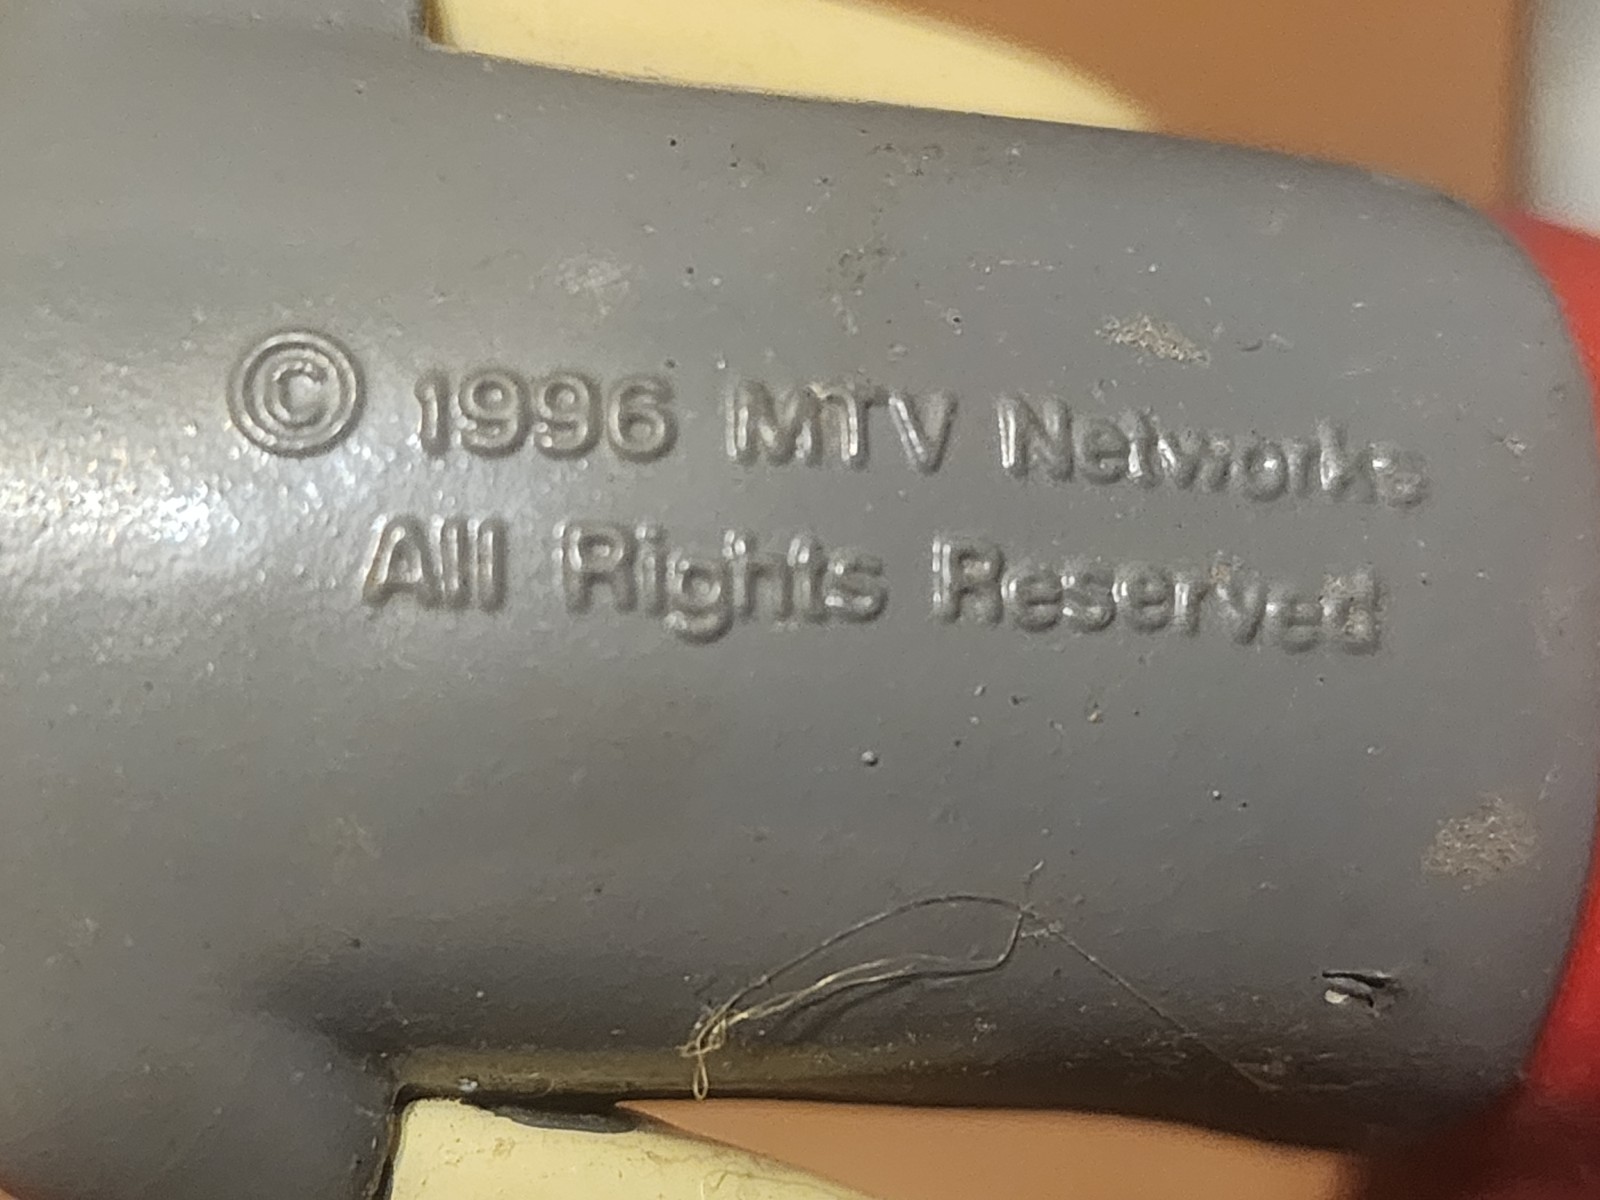 © 1996 MTV Networks
All Rights Reserved